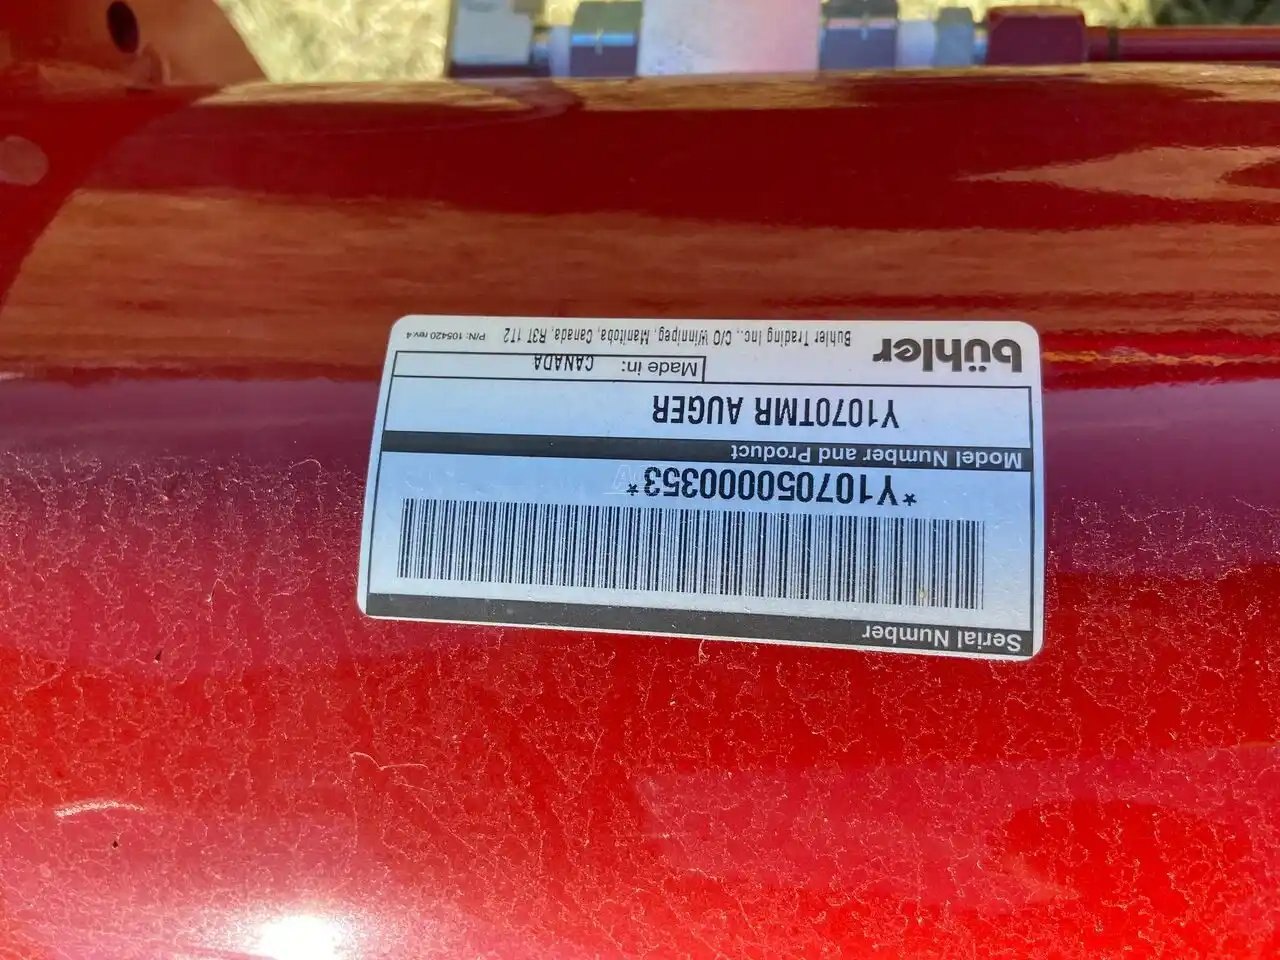 Serial Number
*Y10705000353*
Model Number and Product
Y1070TMR AUGER
Made in: CANADA
bühler
Buhler Trading Inc., C/O Winnipeg, Manitoba, Canada, R3T 1T2
P/N: 105420 rev.4